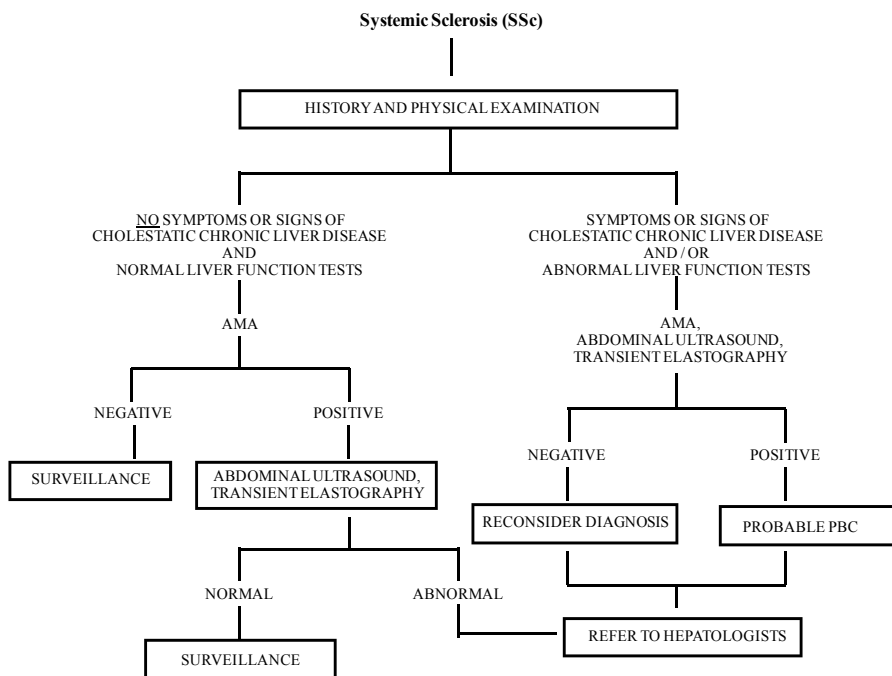 Systemic Sclerosis (SSc)
HISTORY AND PHYSICAL EXAMINATION
NO SYMPTOMS OR SIGNS OF
CHOLESTATIC CHRONIC LIVER DISEASE
AND
NORMAL LIVER FUNCTION TESTS
SYMPTOMS OR SIGNS OF
CHOLESTATIC CHRONIC LIVER DISEASE
AND / OR
ABNORMAL LIVER FUNCTION TESTS
AMA
AMA,
ABDOMINAL ULTRASOUND,
TRANSIENT ELASTOGRAPHY
NEGATIVE
POSITIVE
SURVEILLANCE
ABDOMINAL ULTRASOUND,
TRANSIENT ELASTOGRAPHY
NEGATIVE
POSITIVE
RECONSIDER DIAGNOSIS
PROBABLE PBC
NORMAL
ABNORMAL
SURVEILLANCE
REFER TO HEPATOLOGISTS